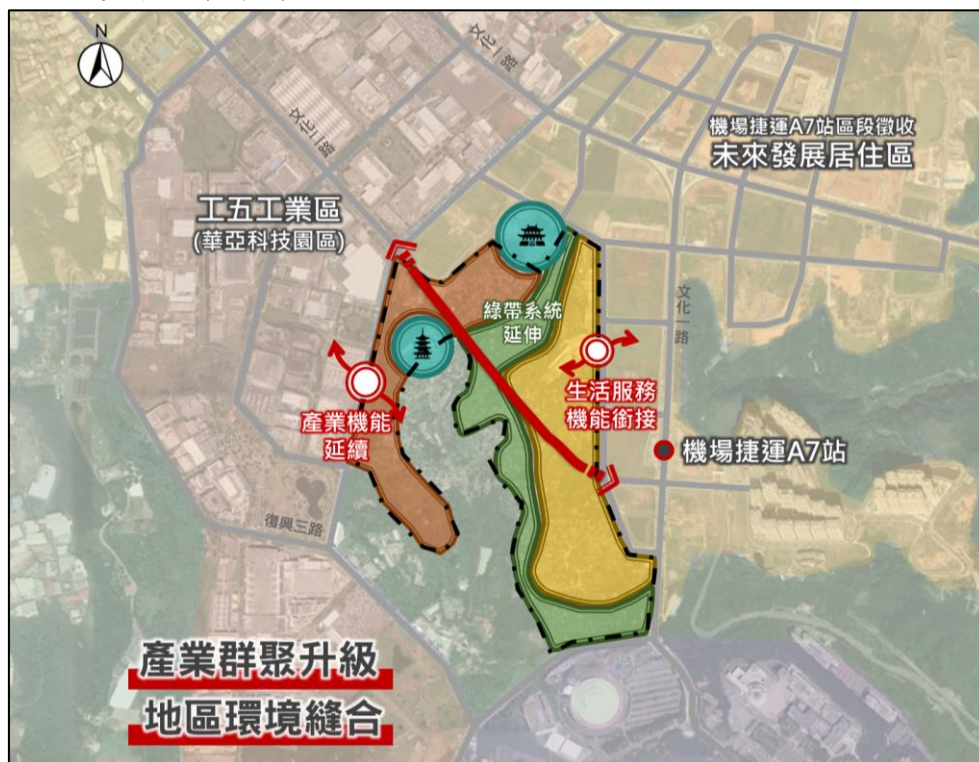 N
文化一路
文化二路
機場捷運A7站區段徵收
未來發展居住區
工五工業區
(華亞科技園區)
綠帶系統
延伸
文化一路
生活服務
機能銜接
產業機能
延續
機場捷運A7站
復興三路
產業群聚升級
地區環境縫合